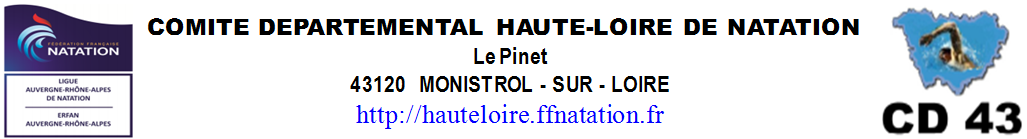 FÉDÉRATION FRANÇAISE
NATATION
LIGUE
AUVERGNE-RHÔNE-ALPES
DE NATATION
ERFAN
AUVERGNE-RHÔNE-ALPES
COMITE DEPARTEMENTAL HAUTE-LOIRE DE NATATION
Le Pinet
43120 MONISTROL - SUR - LOIRE
http://hauteloire.ffnatation.fr
CD 43